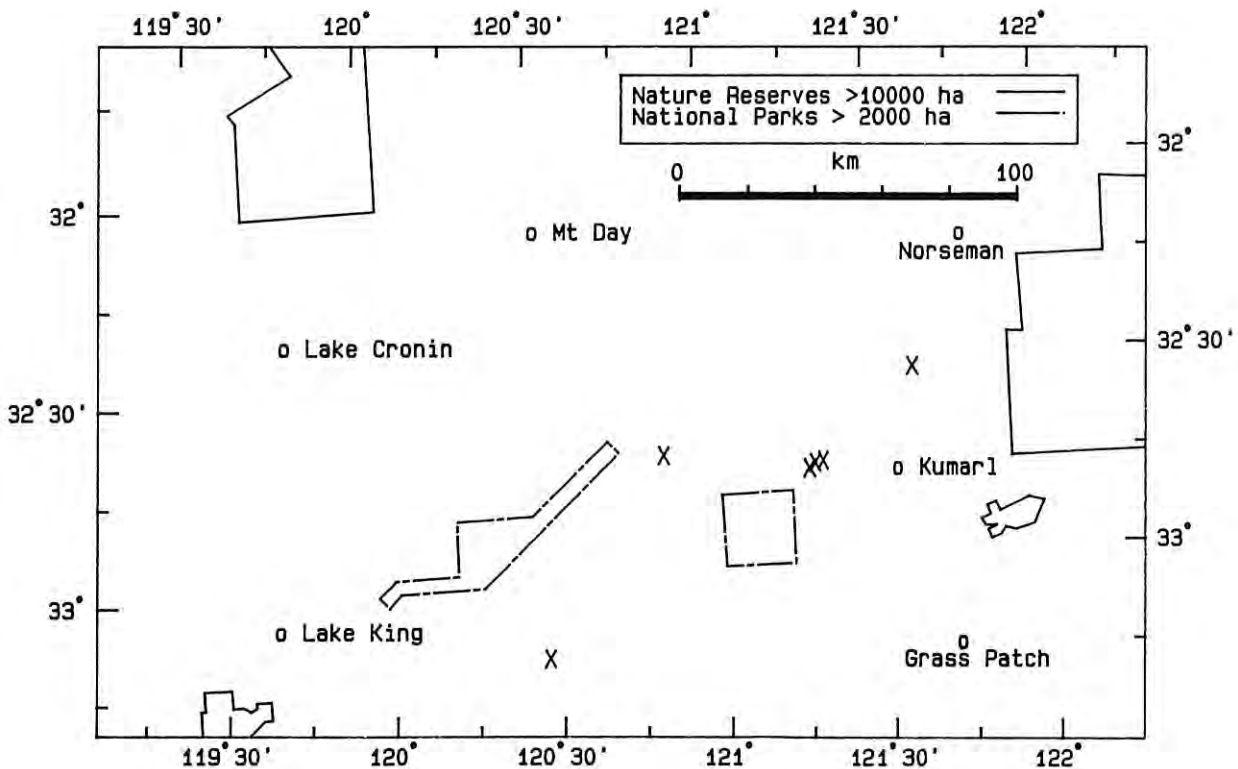 119°30' 120° 120°30' 121° 121°30' 122°
Nature Reserves >10000 ha
National Parks > 2000 ha
km
0 100
32°
32°
o Mt Day
o
Norseman
o Lake Cronin
32°30'
X
32°30'
X XXX o Kumarl
33°
33°
o Lake King
X
o
Grass Patch
119°30' 120° 120°30' 121° 121°30' 122°